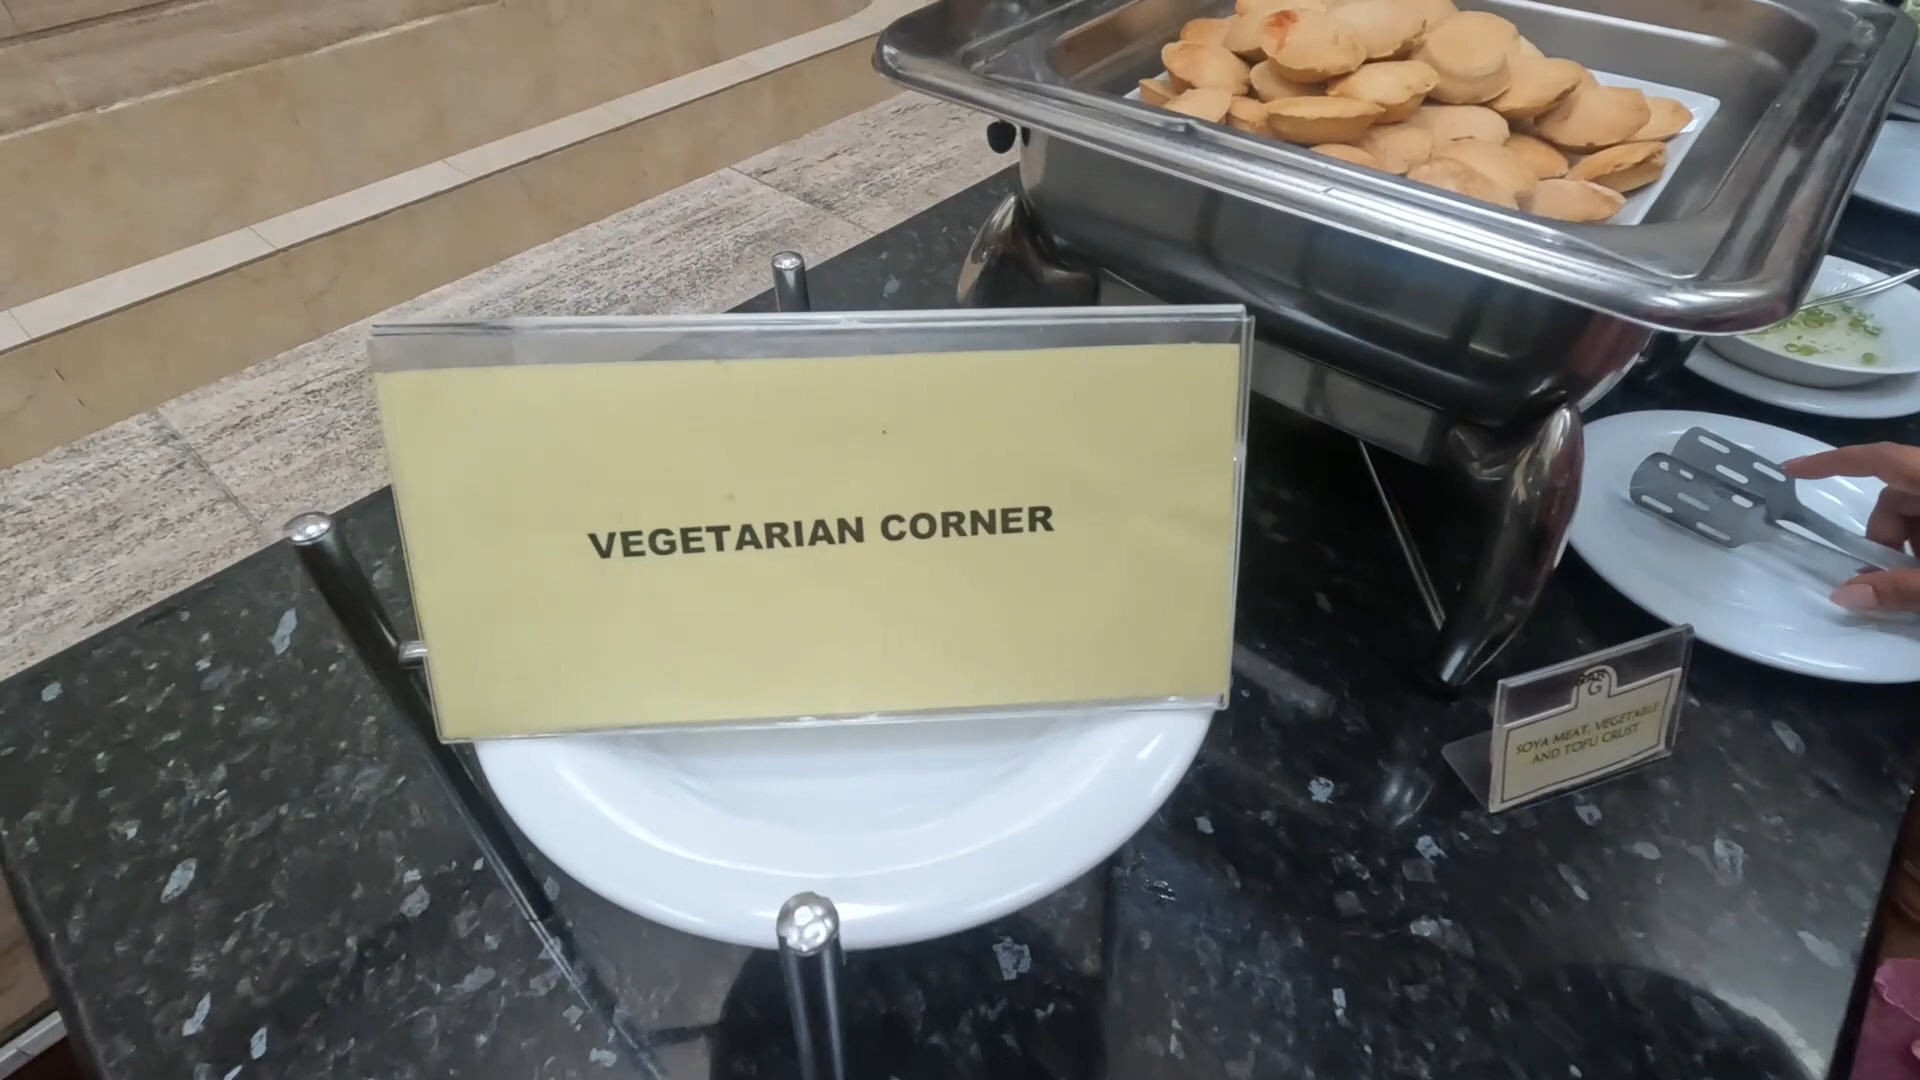 VEGETARIAN CORNER
G
SOYA MEAT, VEGETABLE
AND TOFU CRUST